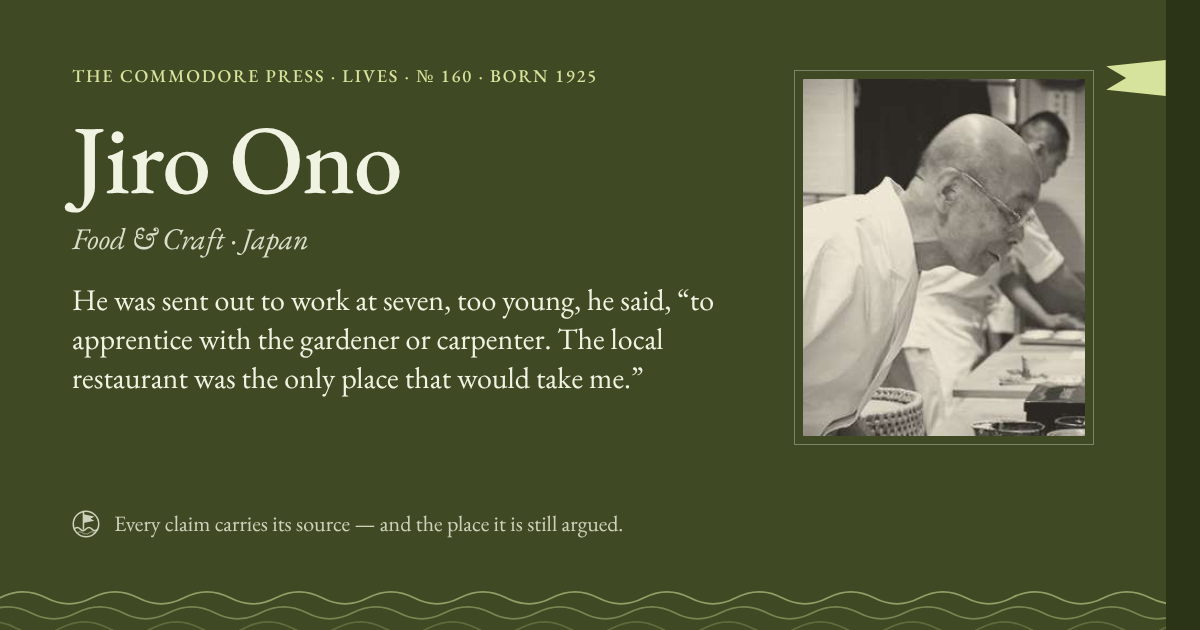 THE COMMODORE PRESS · LIVES · № 160 · BORN 1925
Jiro Ono
Food & Craft · Japan
He was sent out to work at seven, too young, he said, “to
apprentice with the gardener or carpenter. The local
restaurant was the only place that would take me.”
Every claim carries its source — and the place it is still argued.